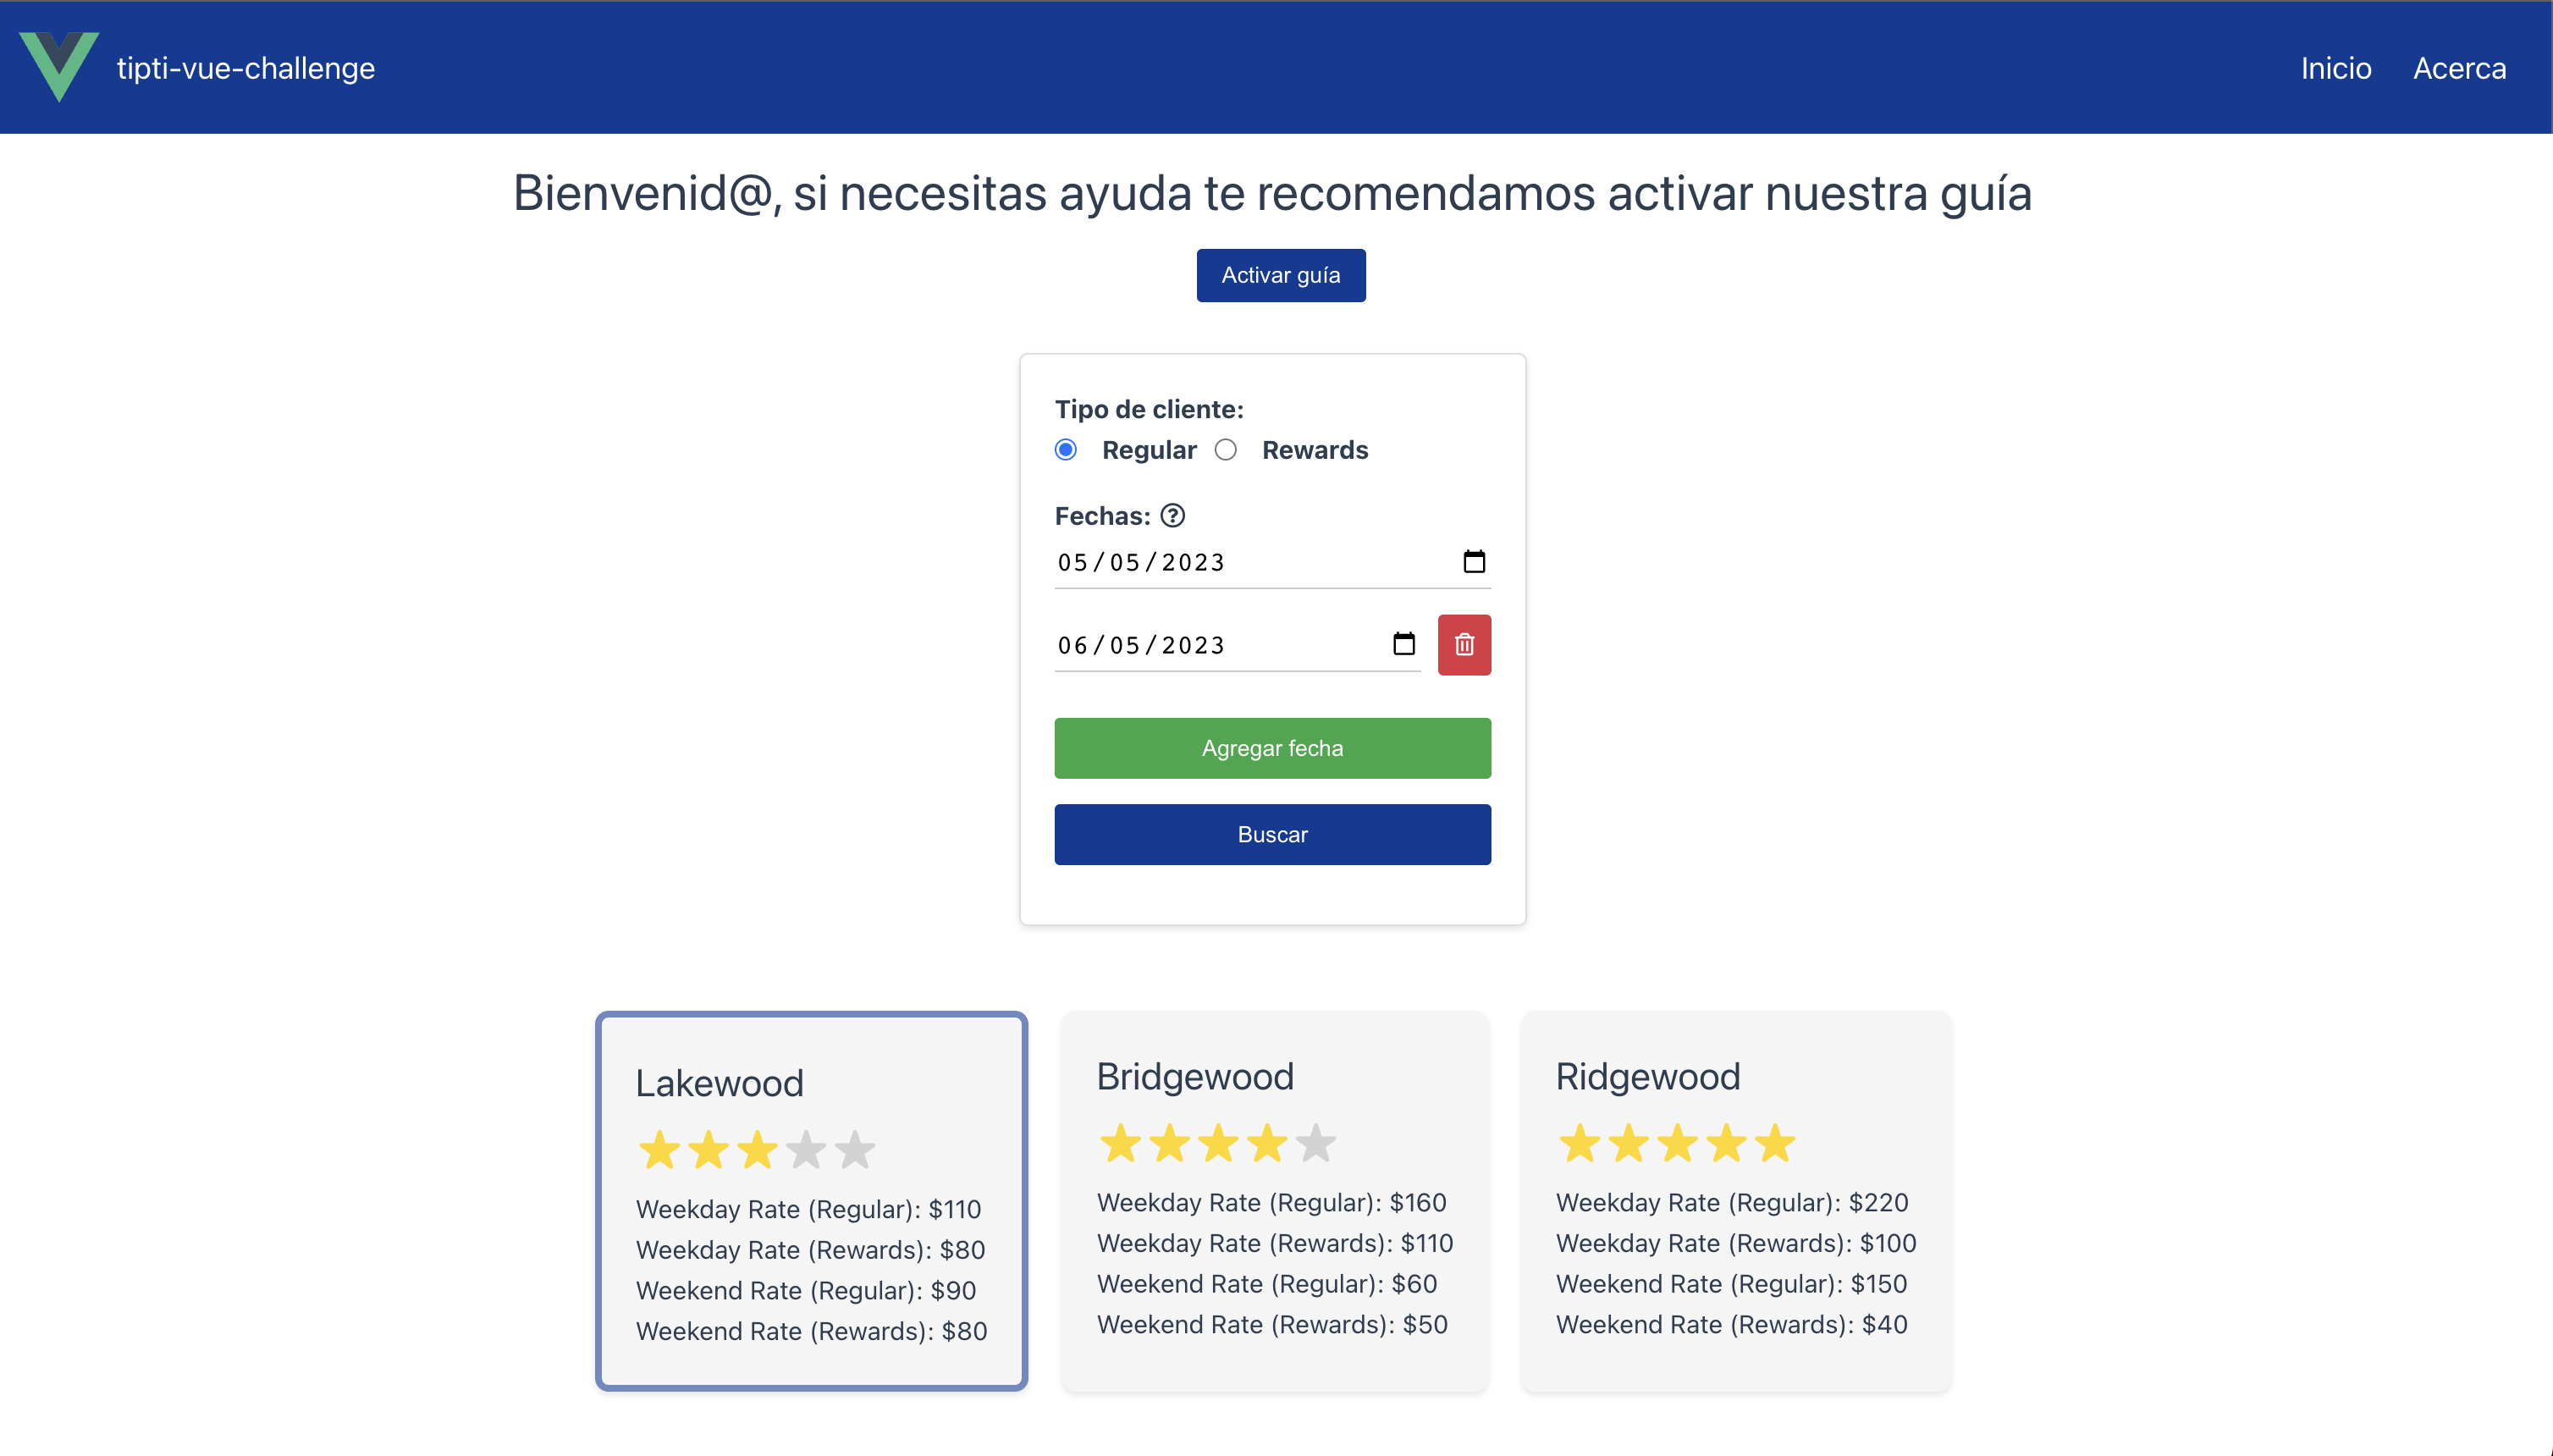 tipti-vue-challenge
Inicio
Acerca
Bienvenid@, si necesitas ayuda te recomendamos activar nuestra guía
Activar guía
Tipo de cliente:
Regular
Rewards
Fechas:
05/05/2023
06/05/2023
Agregar fecha
Buscar
Lakewood
Weekday Rate (Regular): $110
Weekday Rate (Rewards): $80
Weekend Rate (Regular): $90
Weekend Rate (Rewards): $80
Bridgewood
Weekday Rate (Regular): $160
Weekday Rate (Rewards): $110
Weekend Rate (Regular): $60
Weekend Rate (Rewards): $50
Ridgewood
Weekday Rate (Regular): $220
Weekday Rate (Rewards): $100
Weekend Rate (Regular): $150
Weekend Rate (Rewards): $40